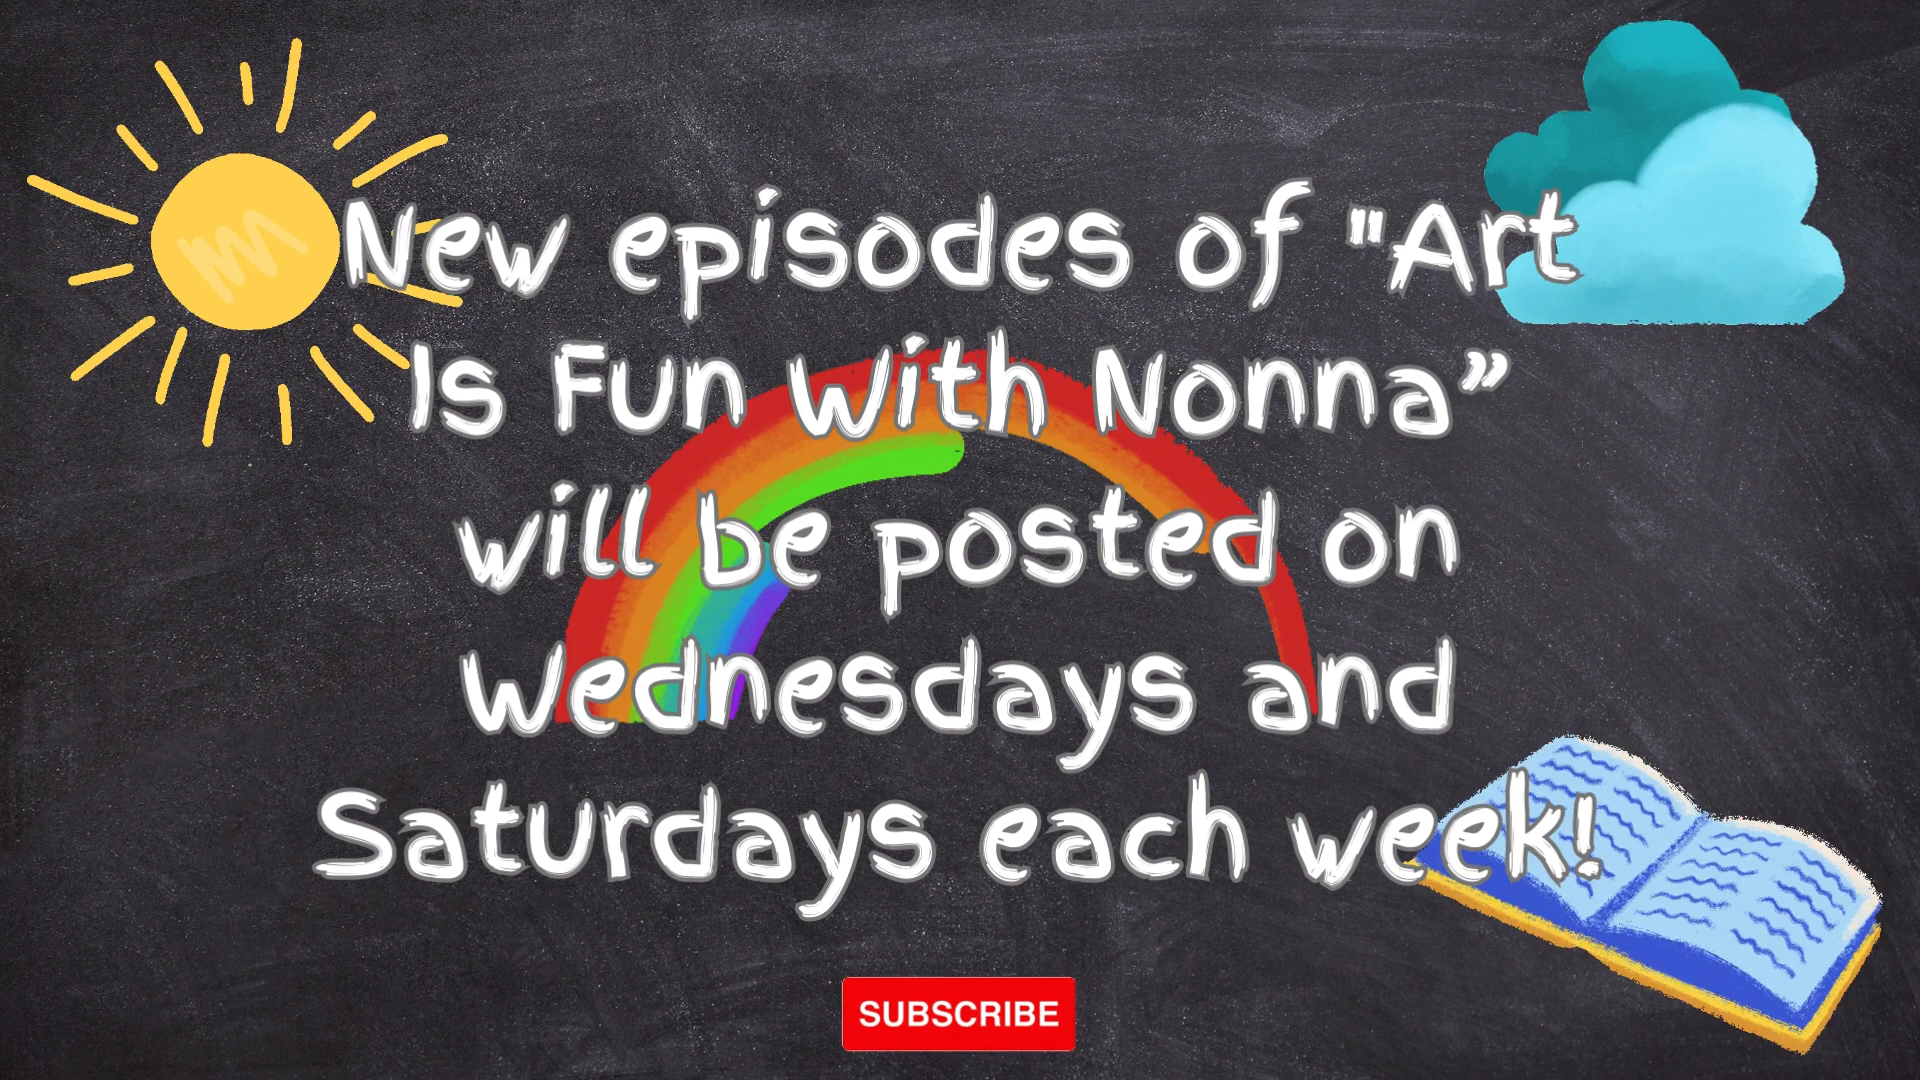 New episodes of "Art
Is Fun With Nonna”
will be posted on
Wednesdays and
Saturdays each week!
SUBSCRIBE